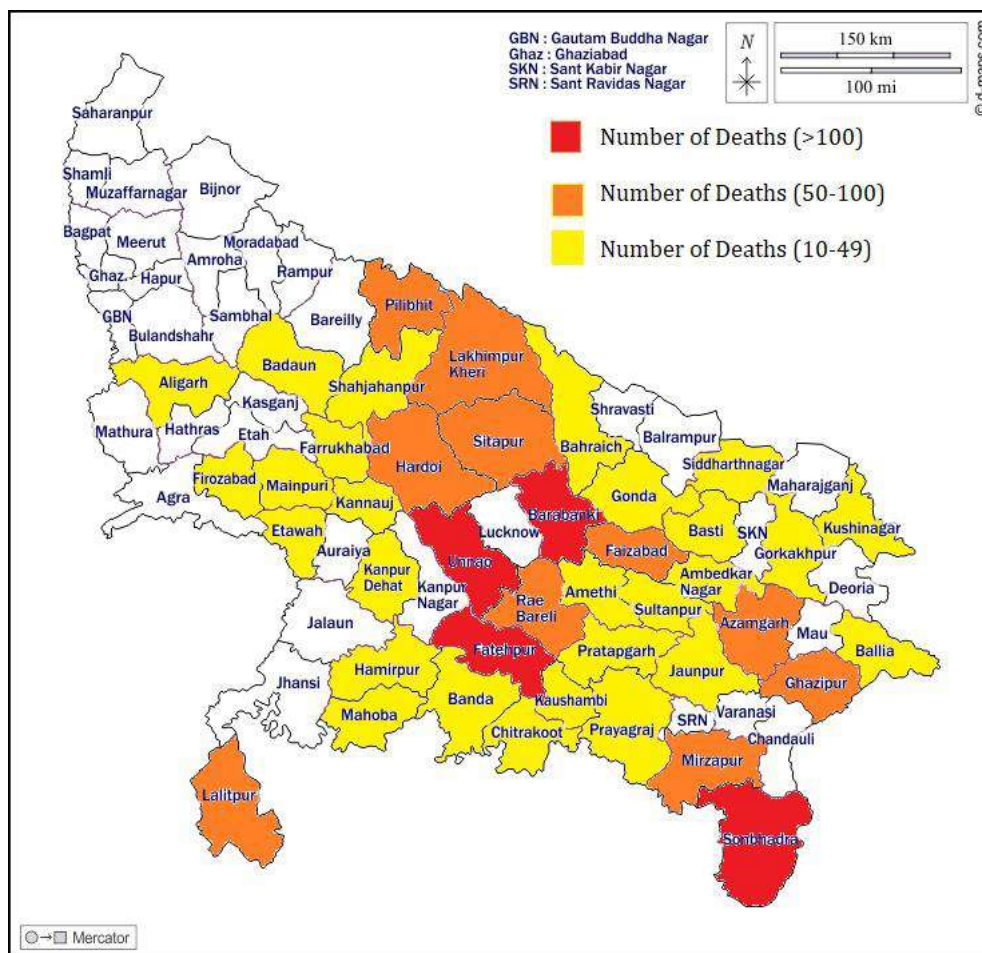 GBN : Gautam Buddha Nagar
Ghaz : Ghaziabad
SKN : Sant Kabir Nagar
SRN : Sant Ravidas Nagar
N
150 km
100 mi
Number of Deaths (>100)
Number of Deaths (50-100)
Number of Deaths (10-49)
Saharanpur
Shamli
Muzaffarnagar
Bijnor
Bagpat
Meerut
Moradabad
Amroha
Rampur
Ghaz.
Hapur
GBN
Sambhal
Bareilly
Bulandshahr
Pilibhit
Badaun
Lakhimpur
Kheri
Aligarh
Shahjahanpur
Kasganj
Shravasti
Mathura
Hathras
Etah
Farrukhabad
Sitapur
Bahraich
Balrampur
Hardoi
Siddharthnagar
Firozabad
Mainpuri
Maharajganj
Agra
Kannauj
Gonda
Barabanki
Etawah
Lucknow
Basti
SKN
Kushinagar
Auraiya
Unnao
Faizabad
Gorkakhpur
Kanpur
Dehat
Kanpur
Nagar
Ambedkar
Nagar
Deoria
Rae
Bareli
Amethi
Sultanpur
Jalaun
Azamgarh
Mau
Fatehpur
Pratapgarh
Ballia
Hamirpur
Jaunpur
Ghazipur
Jhansi
Banda
Kaushambi
Mahoba
SRN
Varanasi
Chitrakoot
Prayagraj
Chandauli
Mirzapur
Lalitpur
Sonbhadra
Mercator